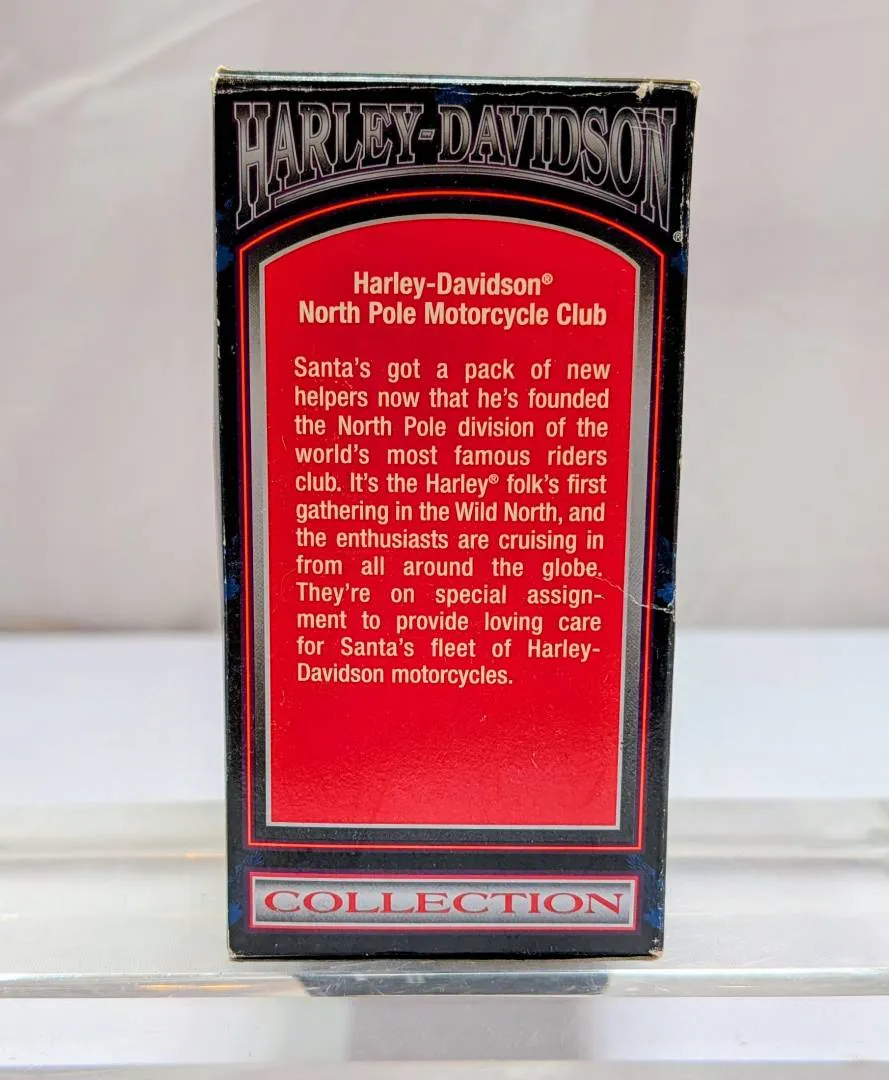 HARLEY-DAVIDSON
®
Harley-Davidson®
North Pole Motorcycle Club
Santa's got a pack of new
helpers now that he's founded
the North Pole division of the
world's most famous riders
club. It's the Harley® folk's first
gathering in the Wild North, and
the enthusiasts are cruising in
from all around the globe.
They're on special assign-
ment to provide loving care
for Santa's fleet of Harley-
Davidson motorcycles.
COLLECTION